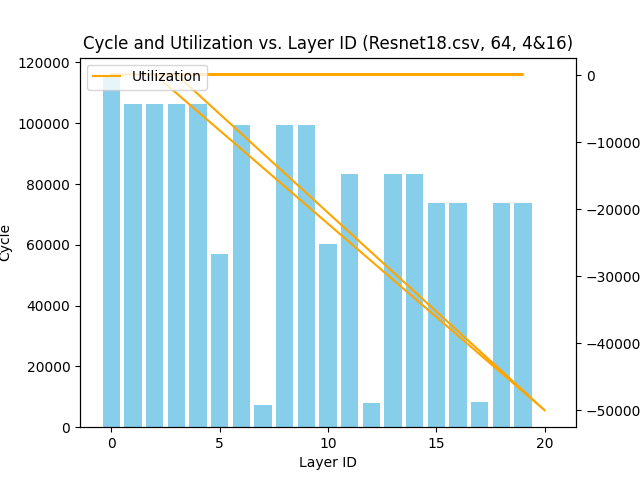 Cycle and Utilization vs. Layer ID (Resnet18.csv, 64, 4&16)
Utilization
120000
100000
80000
60000
40000
20000
0
Cycle
0
−10000
−20000
−30000
−40000
−50000
0 5 10 15 20
Layer ID